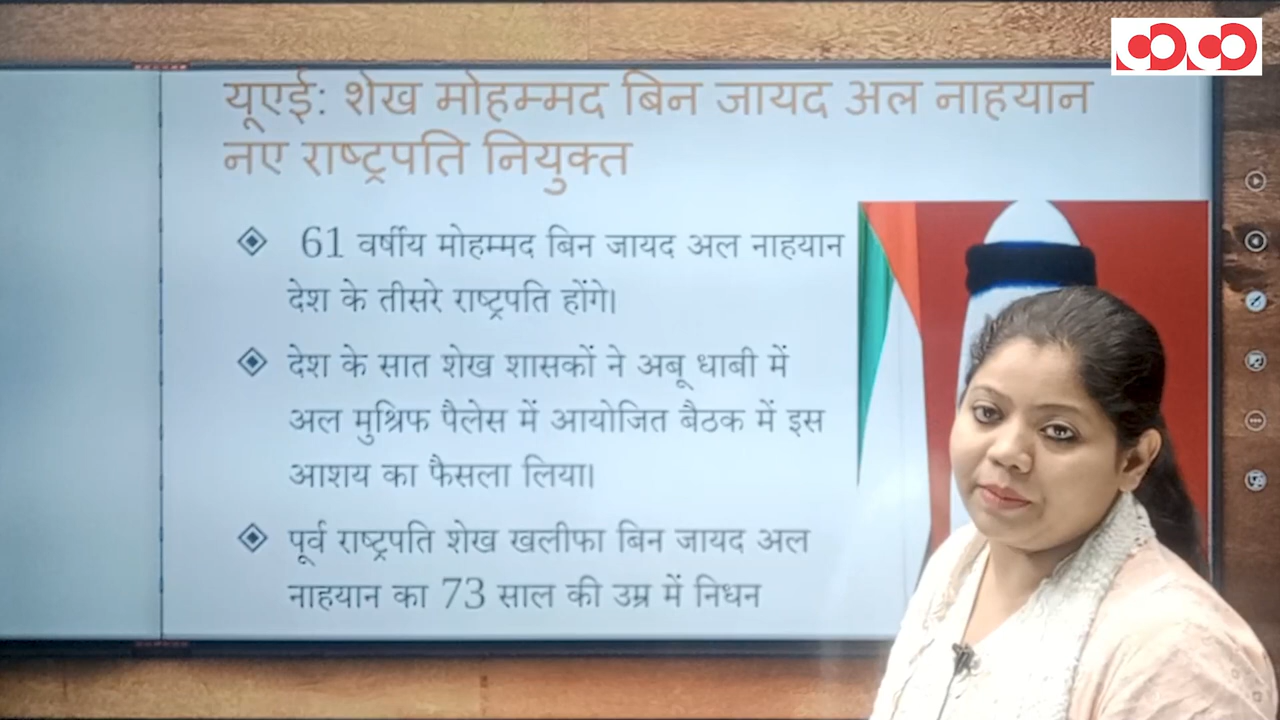 यूएई: शेख मोहम्मद बिन जायद अल नाहयान
नए राष्ट्रपति नियुक्त
61 वर्षीय मोहम्मद बिन जायद अल नाहयान
देश के तीसरे राष्ट्रपति होंगे।
देश के सात शेख शासकों ने अबू धाबी में
अल मुश्रिफ पैलेस में आयोजित बैठक में इस
आशय का फैसला लिया।
पूर्व राष्ट्रपति शेख खलीफा बिन जायद अल
नाहयान का 73 साल की उम्र में निधन